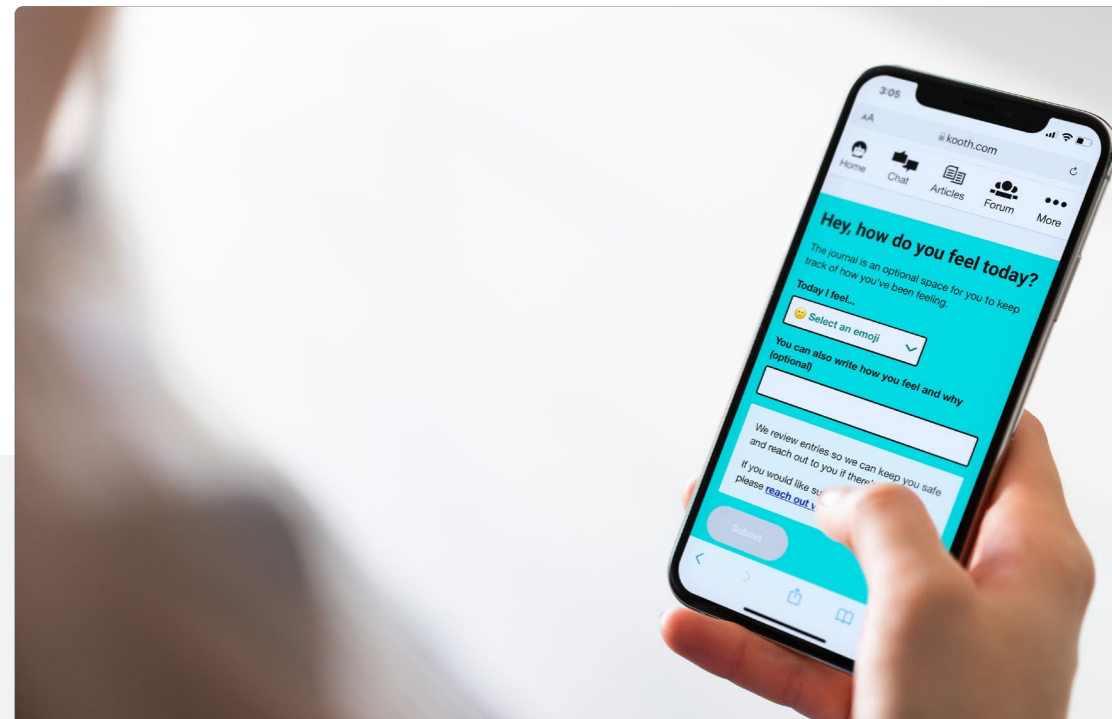 3:05
AA
kooth.com
Home Chat Articles Forum More
Hey, how do you feel today?
The journal is an optional space for you to keep
track of how you've been feeling.
Today I feel...
Select an emoji
You can also write how you feel and why
(optional)
We review entries so we can keep you safe
and reach out to you if
If you would like
please reach out
Submit